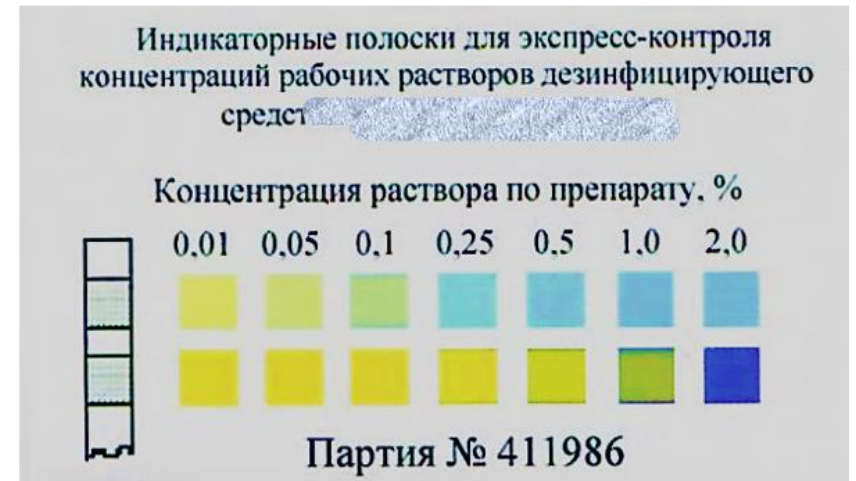 Индикаторные полоски для экспресс-контроля
концентраций рабочих растворов дезинфицирующего
Концентрация раствора по препарату, %
0,01 0,05 0,1 0,25 0,5 1,0 2,0
Партия № 411986